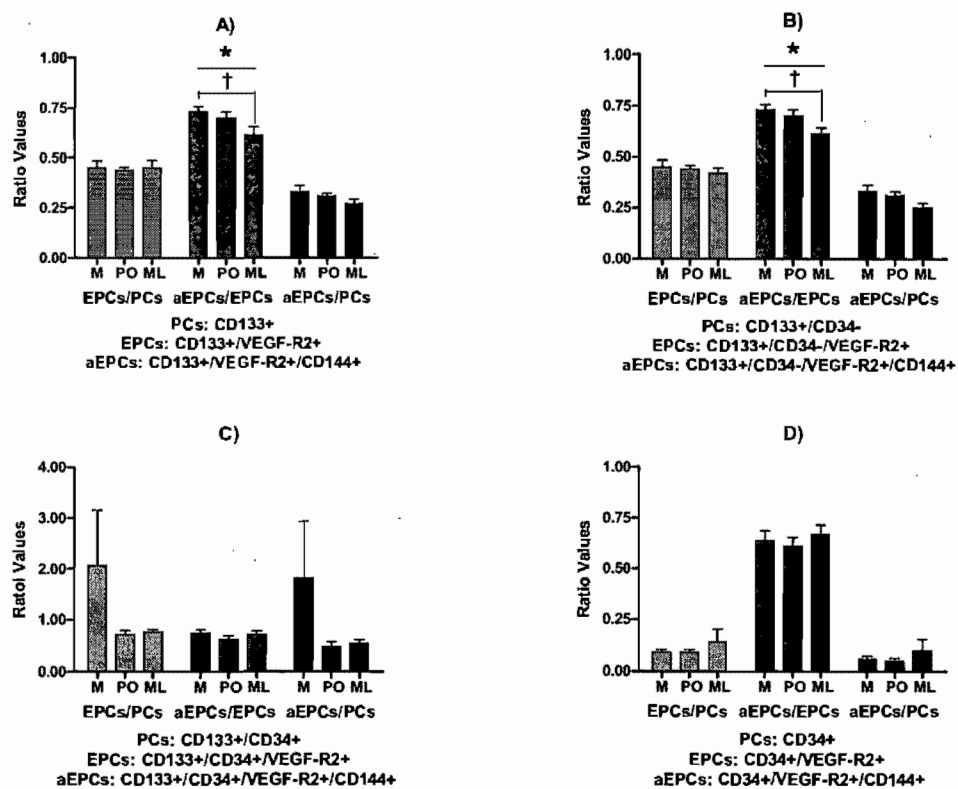 A)
*
†
1.00
0.75
0.50
0.25
0.00
Ratio Values
M PO ML M PO ML M PO ML
EPCs/PCs aEPCs/EPCs aEPCs/PCs
PCs: CD133+
EPCs: CD133+/VEGF-R2+
aEPCs: CD133+/VEGF-R2+/CD144+
B)
*
†
1.00
0.75
0.50
0.25
0.00
Ratio Values
M PO ML M PO ML M PO ML
EPCs/PCs aEPCs/EPCs aEPCs/PCs
PCs: CD133+/CD34-
EPCs: CD133+/CD34-/VEGF-R2+
aEPCs: CD133+/CD34-/VEGF-R2+/CD144+
C)
4.00
3.00
2.00
1.00
0.00
Ratol Values
M PO ML M PO ML M PO ML
EPCs/PCs aEPCs/EPCs aEPCs/PCs
PCs: CD133+/CD34+
EPCs: CD133+/CD34+/VEGF-R2+
aEPCs: CD133+/CD34+/VEGF-R2+/CD144+
D)
1.00
0.75
0.50
0.25
0.00
Ratio Values
M PO ML M PO ML M PO ML
EPCs/PCs aEPCs/EPCs aEPCs/PCs
PCs: CD34+
EPCs: CD34+/VEGF-R2+
aEPCs: CD34+/VEGF-R2+/CD144+